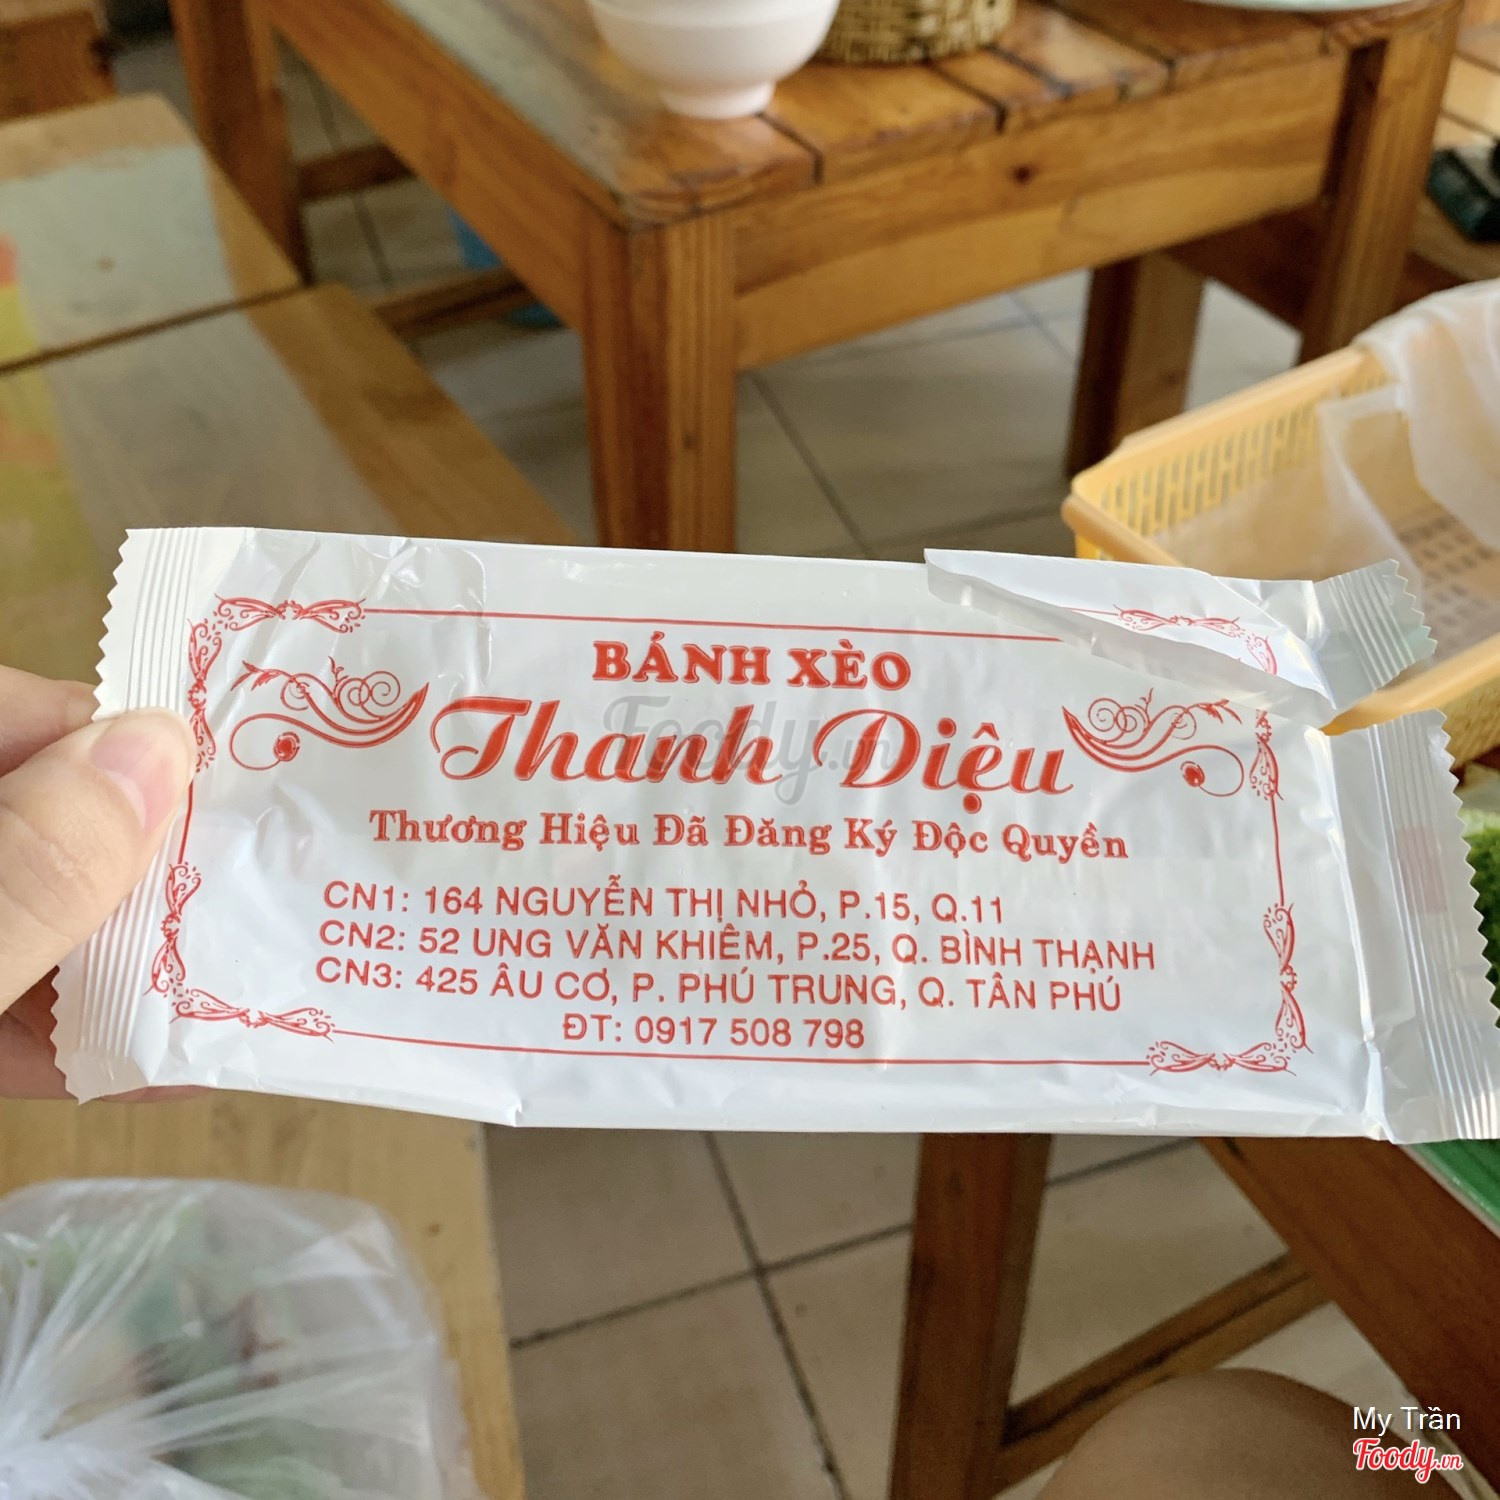 BÁNH XÈO
Thanh Diệu
Thương Hiệu Đã Đăng Ký Độc Quyền
CN1: 164 NGUYỄN THỊ NHỎ, P.15, Q.11
CN2: 52 UNG VĂN KHIÊM, P.25, Q. BÌNH THẠNH
CN3: 425 ÂU CƠ, P. PHÚ TRUNG, Q. TÂN PHÚ
ĐT: 0917 508 798
Foody.vn
My Trần
Foody.vn